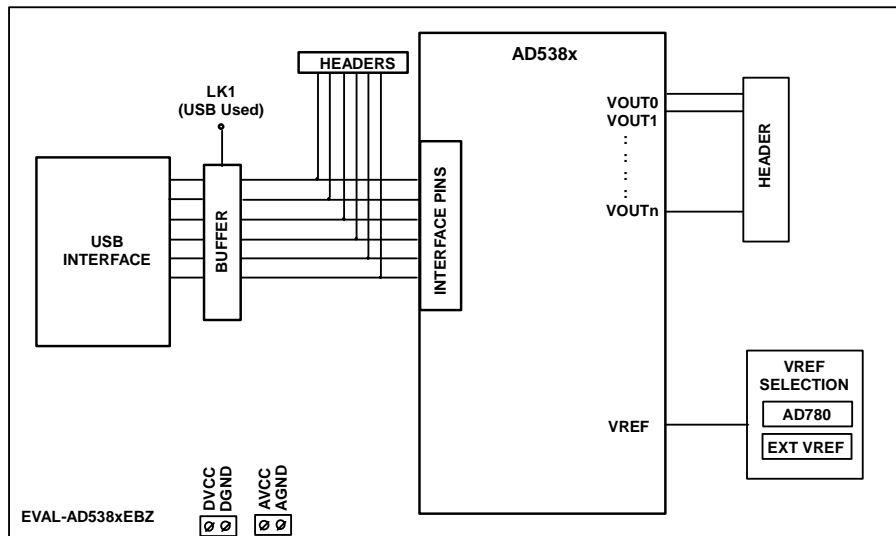 AD538x
HEADERS
LK1
(USB Used)
VOUT0
VOUT1
VOUTn
HEADER
USB
INTERFACE
BUFFER
INTERFACE PINS
VREF
SELECTION
AD780
EXT VREF
VREF
DVCC
DGND
AVCC
AGND
EVAL-AD538xEBZ